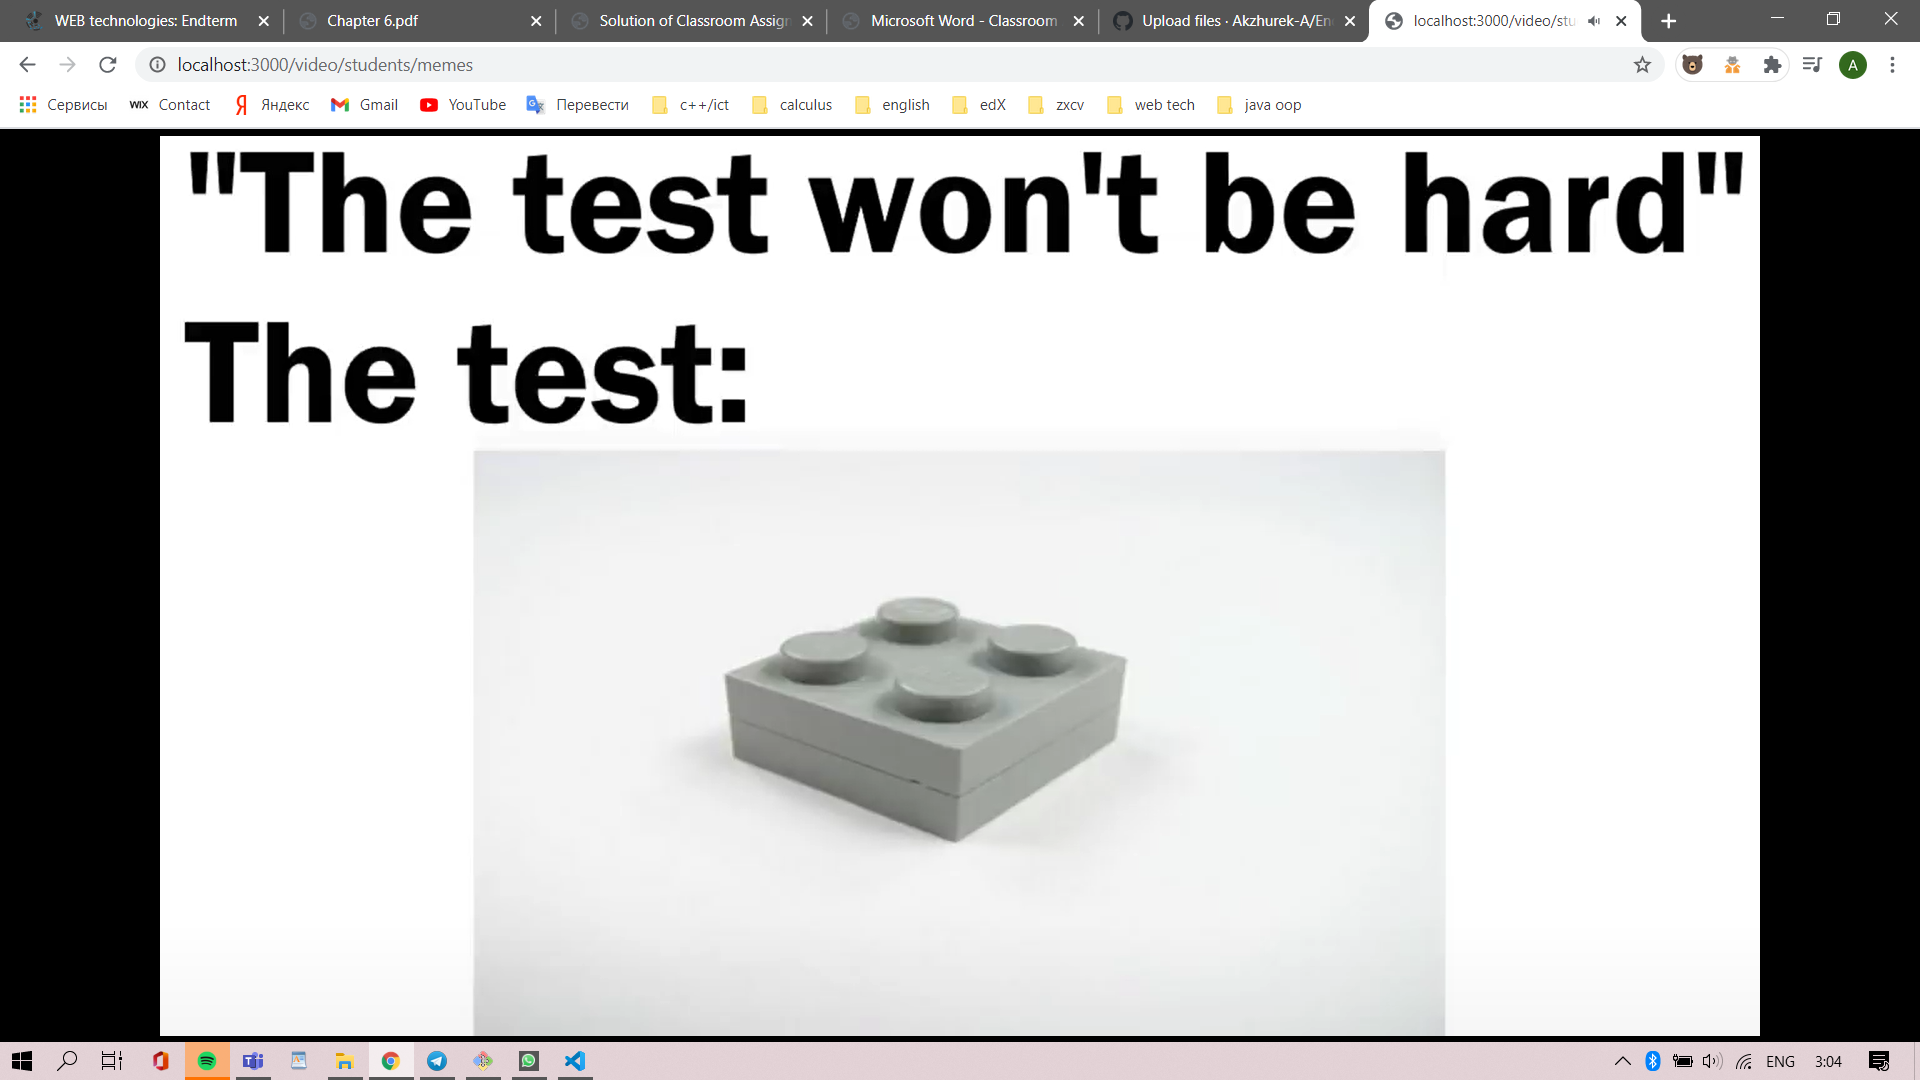 WEB technologies: Endterm
Chapter 6.pdf
Solution of Classroom Assign
Microsoft Word - Classroom
Upload files · Akzhurek-A/En
localhost:3000/video/stu
localhost:3000/video/students/memes
A
Сервисы
WIX Contact
Я Яндекс
Gmail
YouTube
Перевести
c++/ict
calculus
english
edX
zxcv
web tech
java oop
"The test won't be hard"
The test:
ENG
3:04